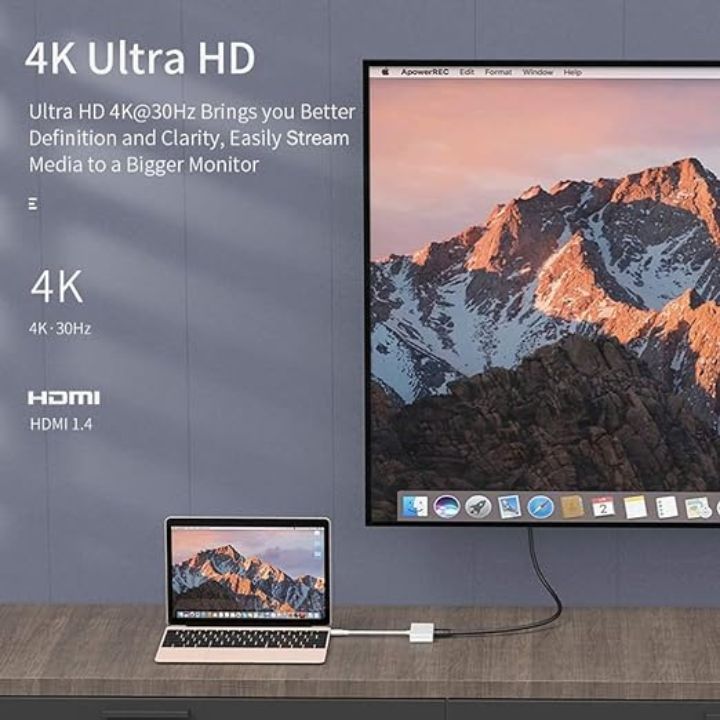 4K Ultra HD
Ultra HD 4K@30Hz Brings you Better
Definition and Clarity, Easily Stream
Media to a Bigger Monitor
4K
4K·30Hz
HDMI
HDMI 1.4
ApowerREC Edit Format Window Help
2